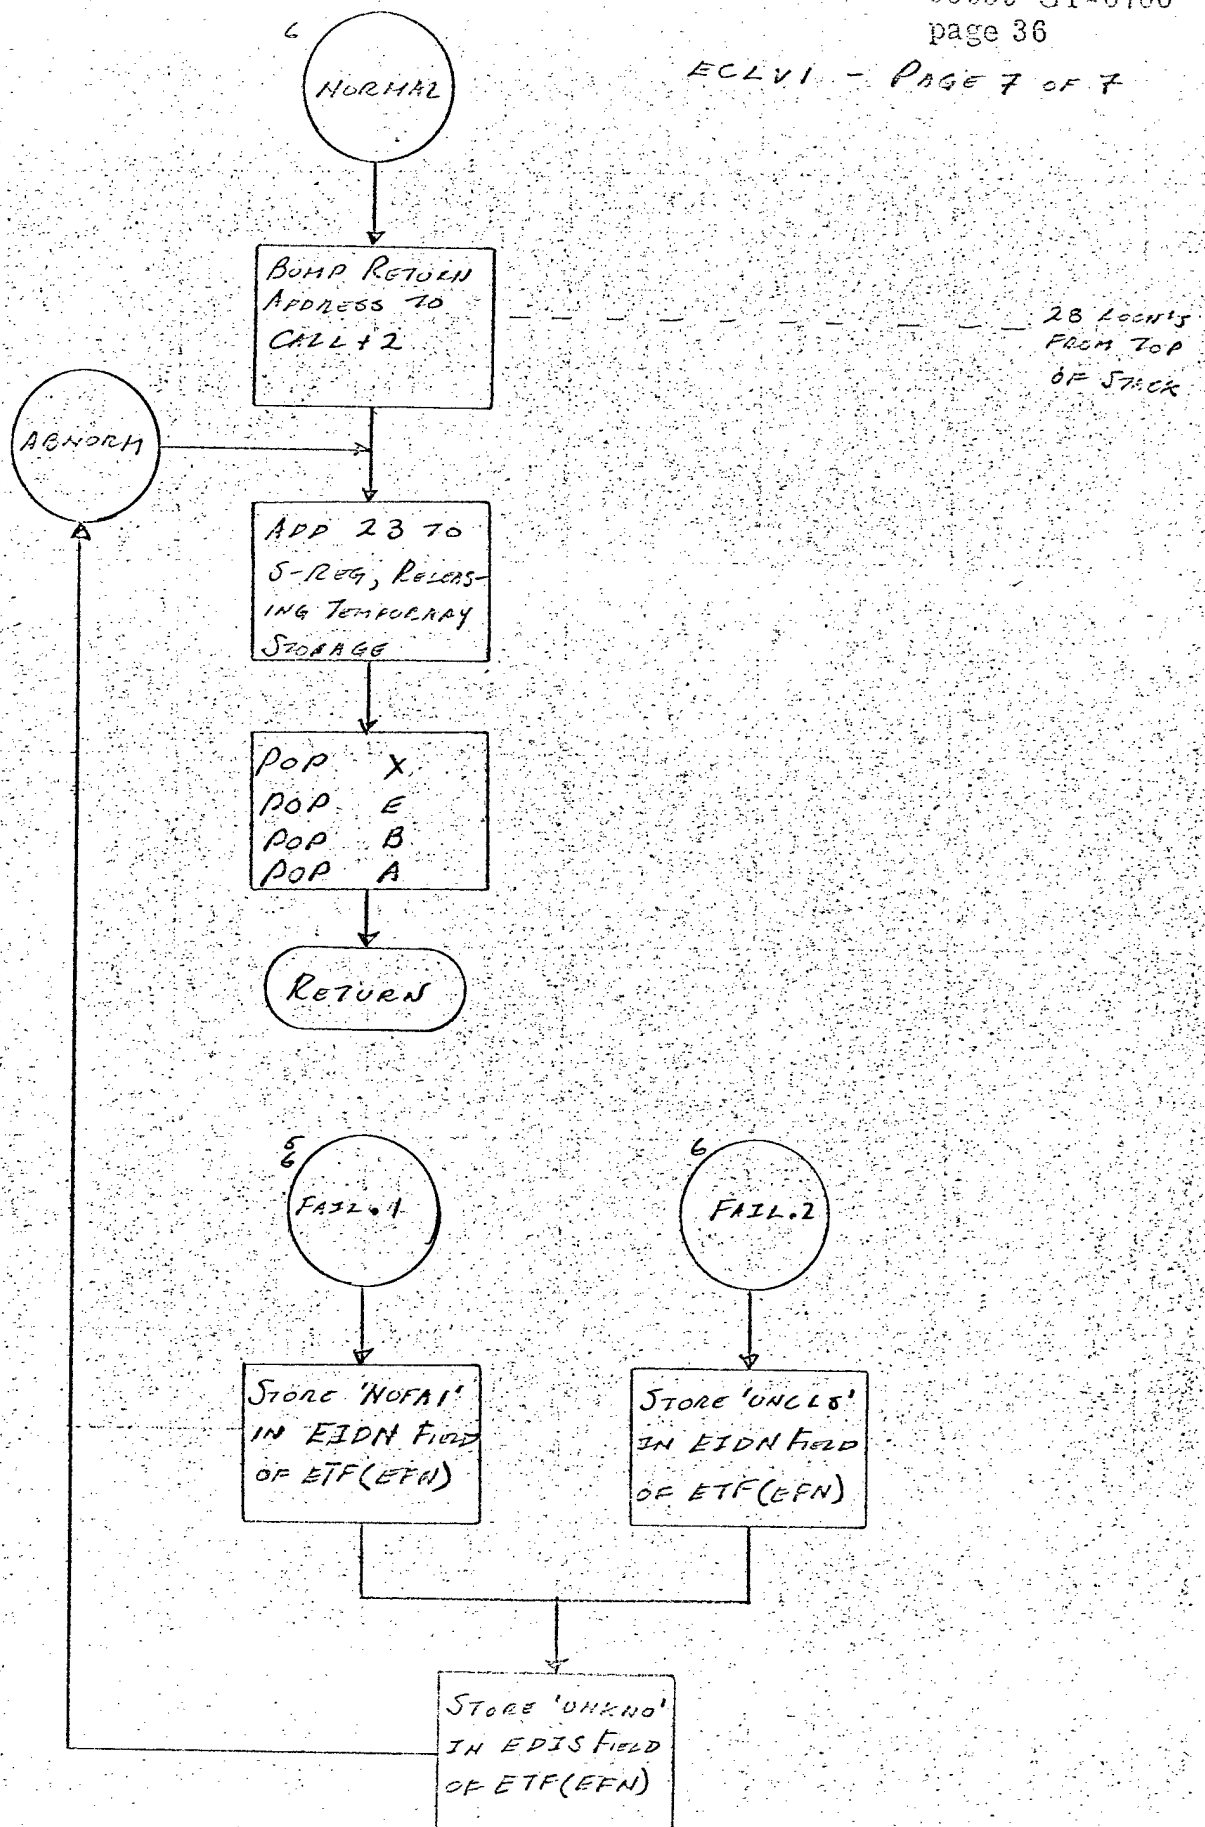 page 36
ECLVI - PAGE 7 OF 7
6
NORMAL
BUMP RETURN
ADDRESS TO
CALL+2
28 LOCN'S
FROM TOP
OF STACK
ABNORM
ADD 23 TO
S-REG, RELEAS-
ING TEMPORARY
STORAGE
POP X
POP E
POP B
POP A
RETURN
5
6
FAIL.1
6
FAIL.2
STORE 'NOFAI'
IN EIDN FIELD
OF ETF(EFN)
STORE 'UNCLS'
IN EIDN FIELD
OF ETF(EFN)
STORE 'UNKNO'
IN EDIS FIELD
OF ETF(EFN)